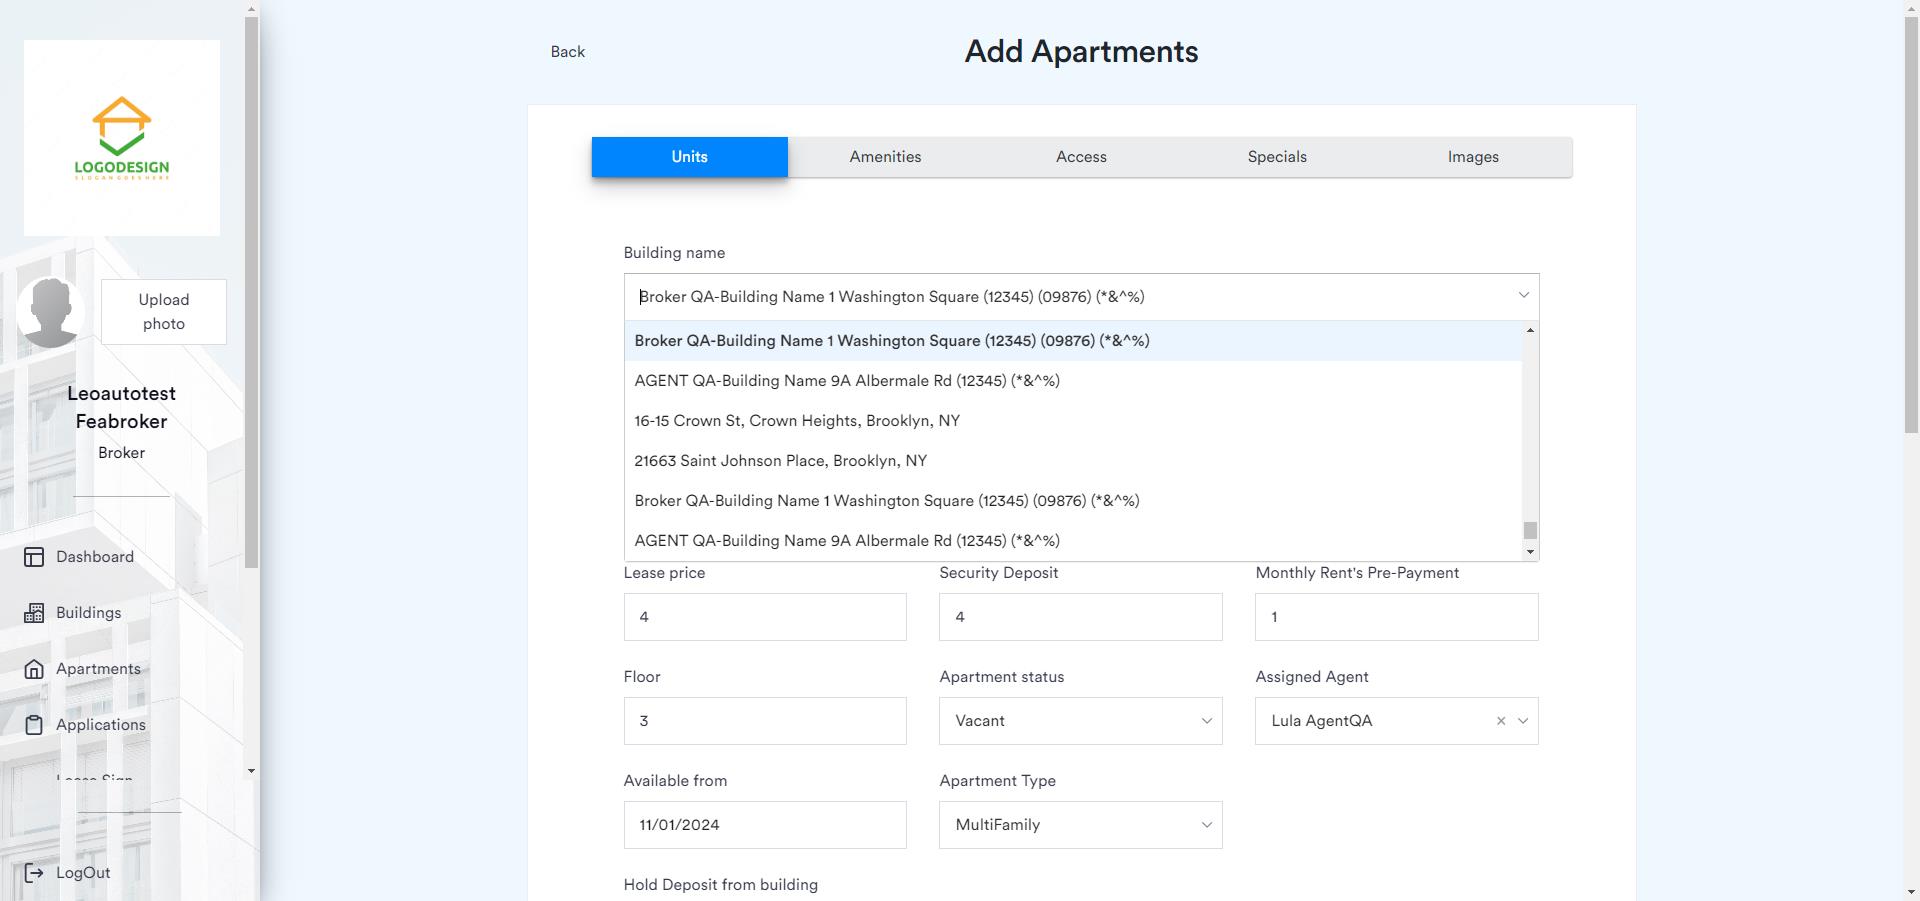 LOGODESIGN
SLOGANGOESHERE
Upload
photo
Leoautotest
Feabroker
Broker
Dashboard
Buildings
Apartments
Applications
Lease Sign
LogOut
Back
Add Apartments
Units
Amenities
Access
Specials
Images
Building name
Broker QA-Building Name 1 Washington Square (12345) (09876) (*&^%)
Broker QA-Building Name 1 Washington Square (12345) (09876) (*&^%)
AGENT QA-Building Name 9A Albermale Rd (12345) (*&^%)
16-15 Crown St, Crown Heights, Brooklyn, NY
21663 Saint Johnson Place, Brooklyn, NY
Broker QA-Building Name 1 Washington Square (12345) (09876) (*&^%)
AGENT QA-Building Name 9A Albermale Rd (12345) (*&^%)
Lease price
Security Deposit
Monthly Rent's Pre-Payment
4
4
1
Floor
Apartment status
Assigned Agent
3
Vacant
Lula AgentQA
Available from
Apartment Type
11/01/2024
MultiFamily
Hold Deposit from building